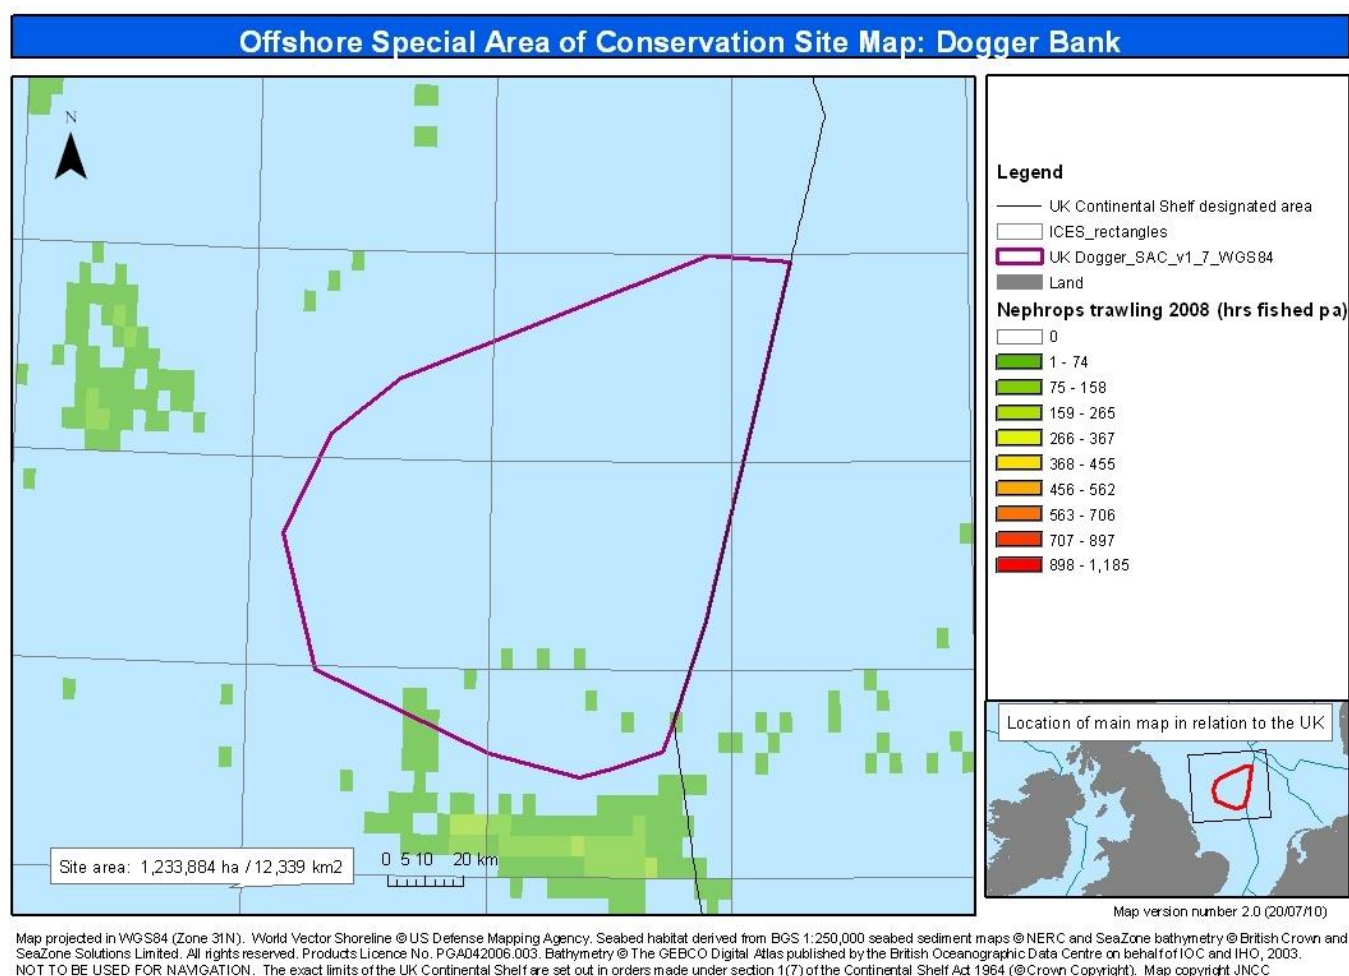 Offshore Special Area of Conservation Site Map: Dogger Bank
N
Site area: 1,233,884 ha / 12,339 km2
0 5 10 20 km
Legend
UK Continental Shelf designated area
ICES_rectangles
UK Dogger_SAC_v1_7_WGS84
Land
Nephrops trawling 2008 (hrs fished pa)
0
1 - 74
75 - 158
159 - 265
266 - 367
368 - 455
456 - 562
563 - 706
707 - 897
898 - 1,185
Location of main map in relation to the UK
Map version number 2.0 (20/07/10)
Map projected in WGS84 (Zone 31N). World Vector Shoreline © US Defense Mapping Agency. Seabed habitat derived from BGS 1:250,000 seabed sediment maps © NERC and SeaZone bathymetry © British Crown and
SeaZone Solutions Limited. All rights reserved. Products Licence No. PGA042006.003. Bathymetry © The GEBCO Digital Atlas published by the British Oceanographic Data Centre on behalf of IOC and IHO, 2003.
NOT TO BE USED FOR NAVIGATION. The exact limits of the UK Continental Shelf are set out in orders made under section 1(7) of the Continental Shelf Act 1964 (© Crown Copyright). Map copyright JNCC.